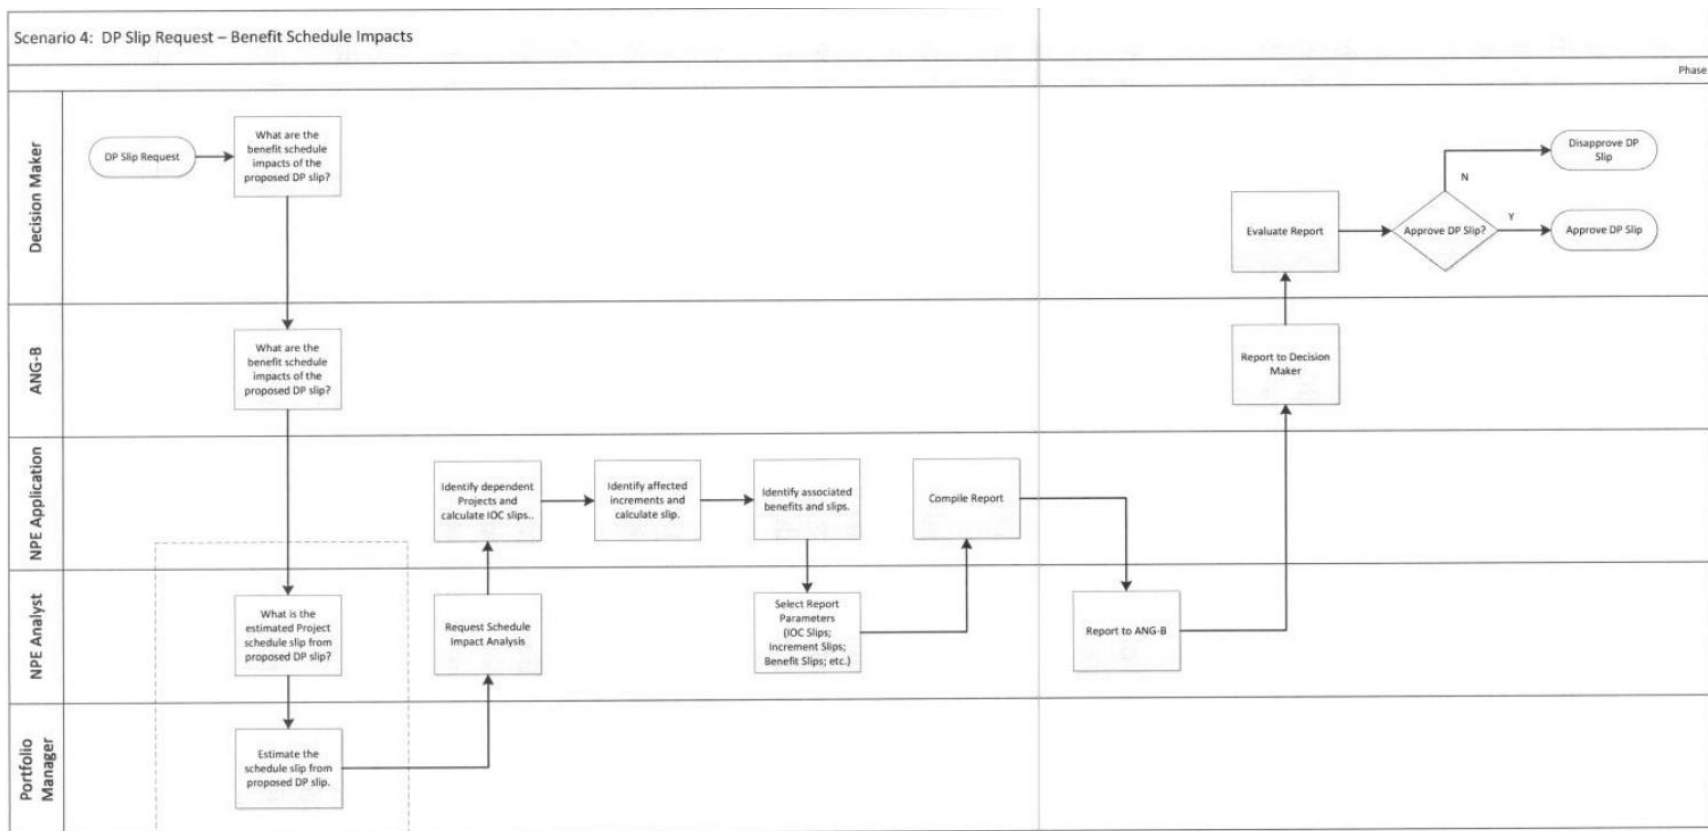 Scenario 4:  DP Slip Request – Benefit Schedule Impacts
Phase
Decision Maker
DP Slip Request
What are the
benefit schedule
impacts of the
proposed DP slip?
Disapprove DP
Slip
N
Evaluate Report
Approve DP Slip?
Y
Approve DP Slip
ANG-B
What are the
benefit schedule
impacts of the
proposed DP slip?
Report to Decision
Maker
NPE Application
Identify dependent
Projects and
calculate IOC slips..
Identify affected
increments and
calculate slip.
Identify associated
benefits and slips.
Compile Report
NPE Analyst
What is the
estimated Project
schedule slip from
proposed DP slip?
Request Schedule
Impact Analysis
Select Report
Parameters
(IOC Slips;
Increment Slips;
Benefit Slips; etc.)
Report to ANG-B
Portfolio
Manager
Estimate the
schedule slip from
proposed DP slip.